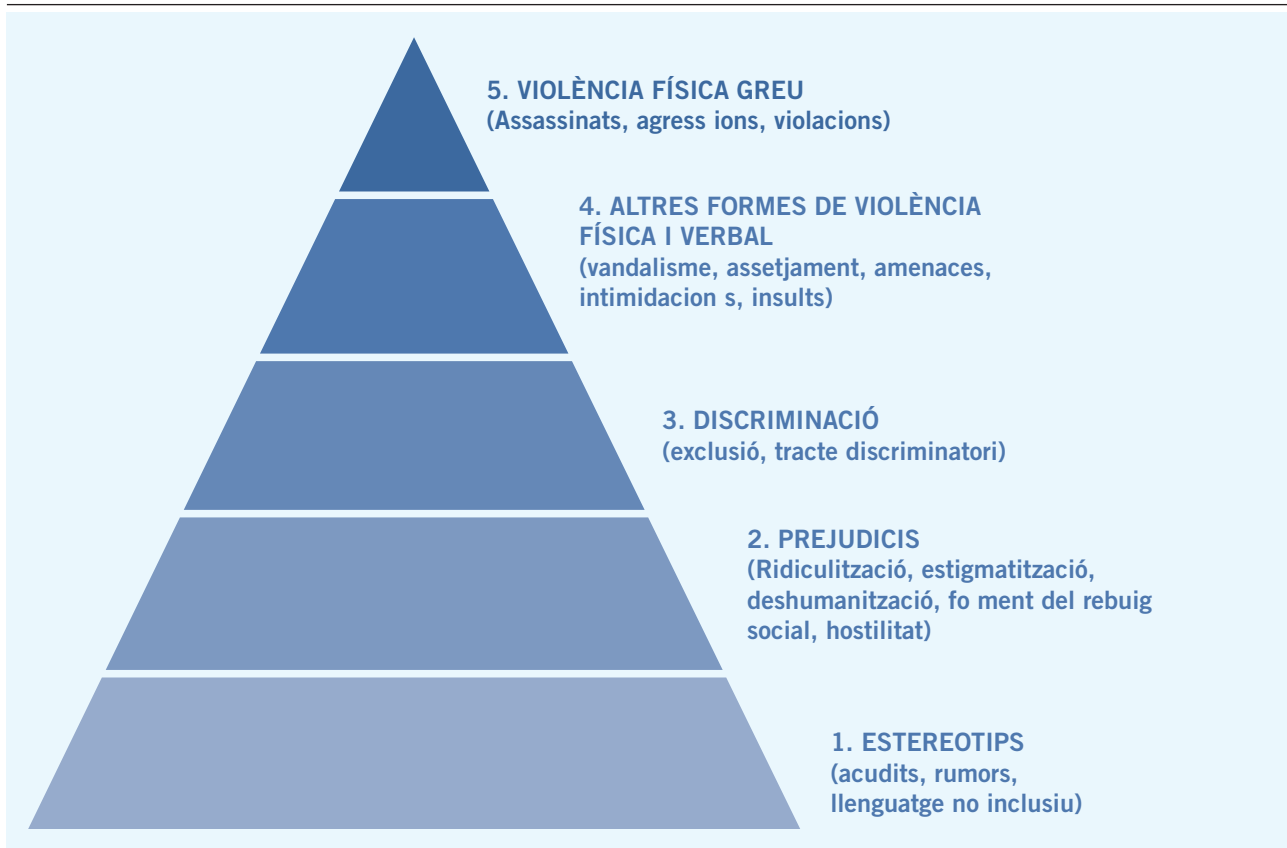 5. VIOLÈNCIA FÍSICA GREU
(Assassinats, agress ions, violacions)
4. ALTRES FORMES DE VIOLÈNCIA
FÍSICA I VERBAL
(vandalisme, assetjament, amenaces,
intimidacion s, insults)
3. DISCRIMINACIÓ
(exclusió, tracte discriminatori)
2. PREJUDICIS
(Ridiculització, estigmatització,
deshumanització, fo ment del rebuig
social, hostilitat)
1. ESTEREOTIPS
(acudits, rumors,
llenguatge no inclusiu)